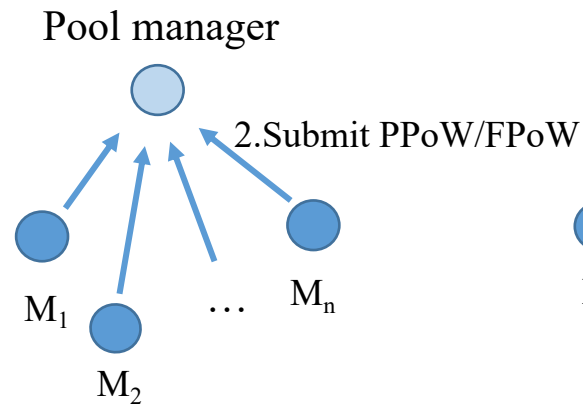 Pool manager
2.Submit PPoW/FPoW
M₁
… Mₙ
M₂